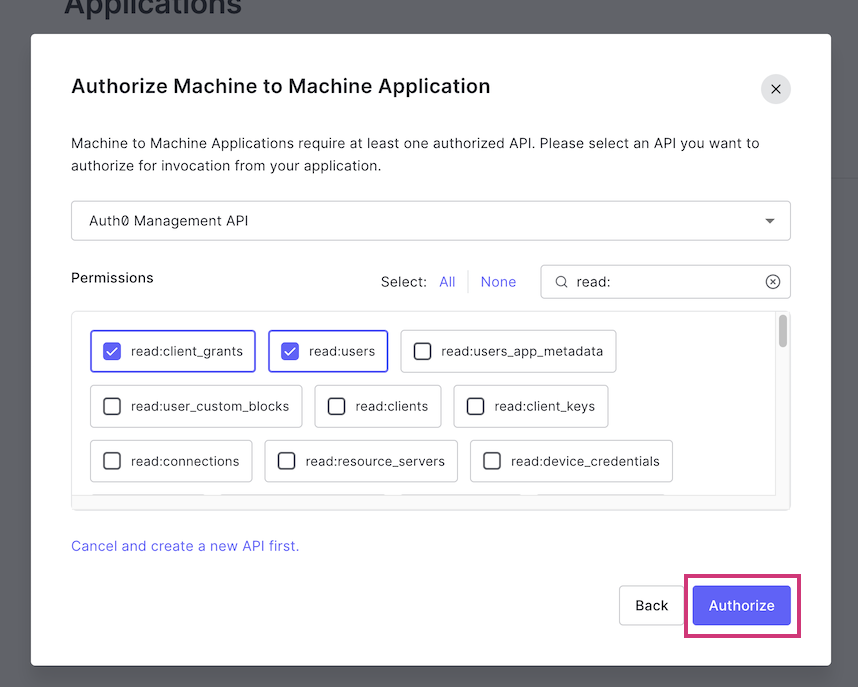 Applications
Authorize Machine to Machine Application
Machine to Machine Applications require at least one authorized API. Please select an API you want to
authorize for invocation from your application.
Auth0 Management API
Permissions Select: All None read:
read:client_grants read:users read:users_app_metadata
read:user_custom_blocks read:clients read:client_keys
read:connections read:resource_servers read:device_credentials
Cancel and create a new API first.
Back Authorize